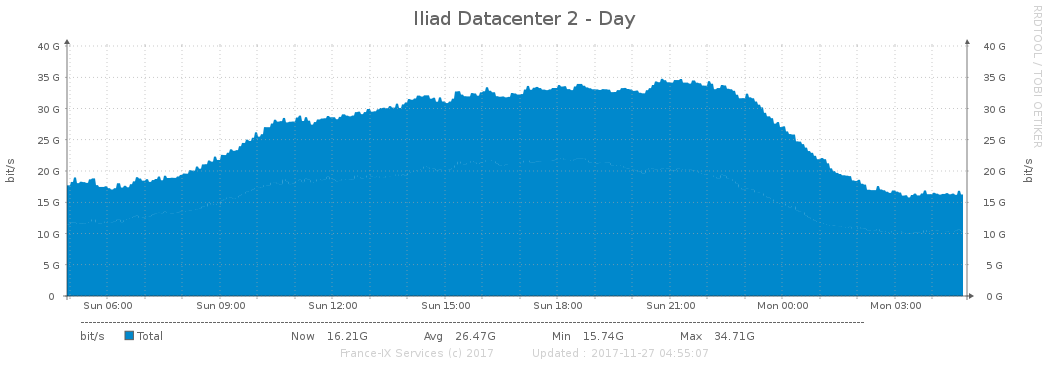 Iliad Datacenter 2 - Day
RRDTOOL / TOBI OETIKER
40 G 40 G
35 G 35 G
30 G 30 G
25 G 25 G
20 G 20 G
15 G 15 G
10 G 10 G
5 G 5 G
0 0 G
bit/s bit/s
Sun 06:00 Sun 09:00 Sun 12:00 Sun 15:00 Sun 18:00 Sun 21:00 Mon 00:00 Mon 03:00
bit/s Total Now 16.21G Avg 26.47G Min 15.74G Max 34.71G
France-IX Services (c) 2017 Updated : 2017-11-27 04:55:07